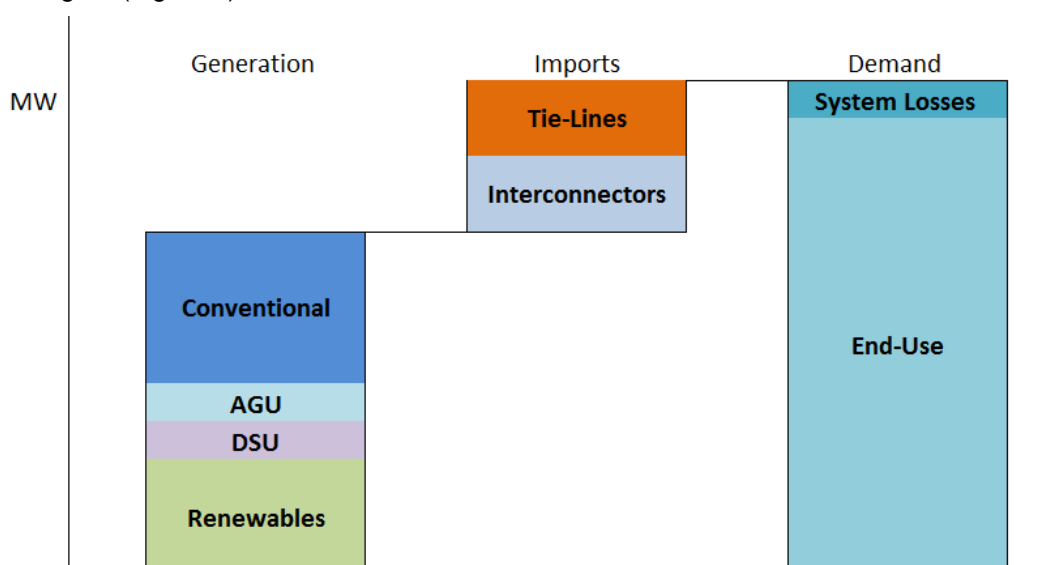 Generation
Imports
Demand
MW
Tie-Lines
Interconnectors
System Losses
Conventional
AGU
DSU
Renewables
End-Use